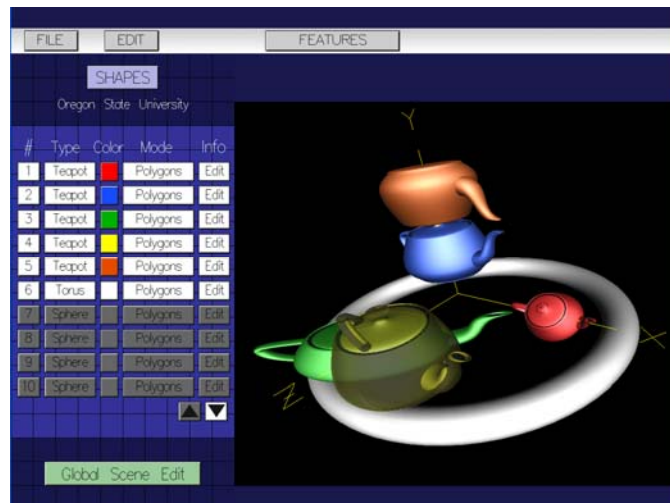 FILE EDIT FEATURES
SHAPES
Oregon State University
# Type Color Mode Info
1 Teapot Polygons Edit
2 Teapot Polygons Edit
3 Teapot Polygons Edit
4 Teapot Polygons Edit
5 Teapot Polygons Edit
6 Torus Polygons Edit
7 Sphere Polygons Edit
8 Sphere Polygons Edit
9 Sphere Polygons Edit
10 Sphere Polygons Edit
Global Scene Edit
Y
X
Z